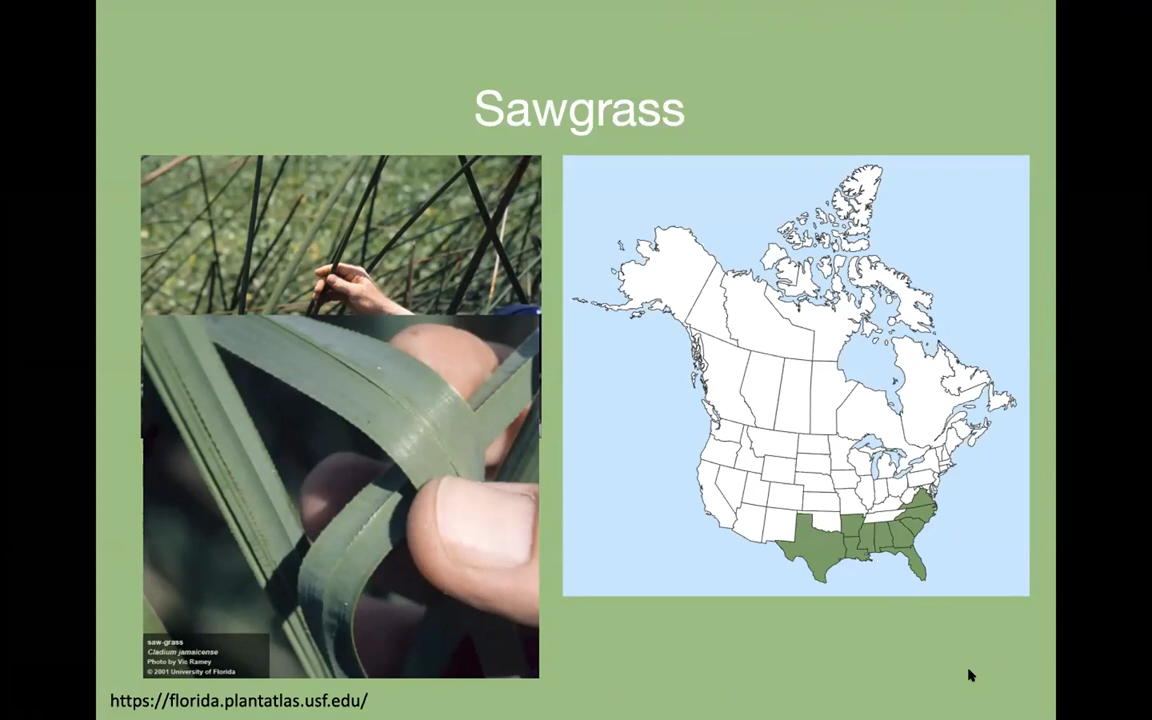 Sawgrass
saw-grass
Cladium jamaicense
Photo by Vic Ramey
© 2001 University of Florida
https://florida.plantatlas.usf.edu/